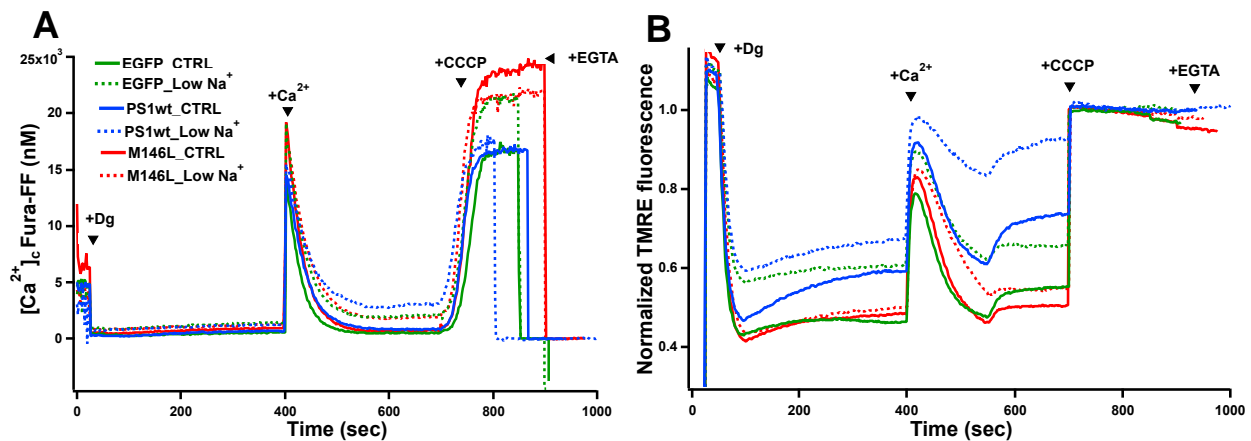 A
25x10³
20
15
10
5
0
[Ca²⁺]c Fura-FF (nM)
EGFP_CTRL
EGFP_Low Na⁺
PS1wt_CTRL
PS1wt_Low Na⁺
M146L_CTRL
M146L_Low Na⁺
+Dg
+Ca²⁺
+CCCP
+EGTA
0 200 400 600 800 1000
Time (sec)
B
1.0
0.8
0.6
0.4
Normalized TMRE fluorescence
+Dg
+Ca²⁺
+CCCP
+EGTA
0 200 400 600 800 1000
Time (sec)